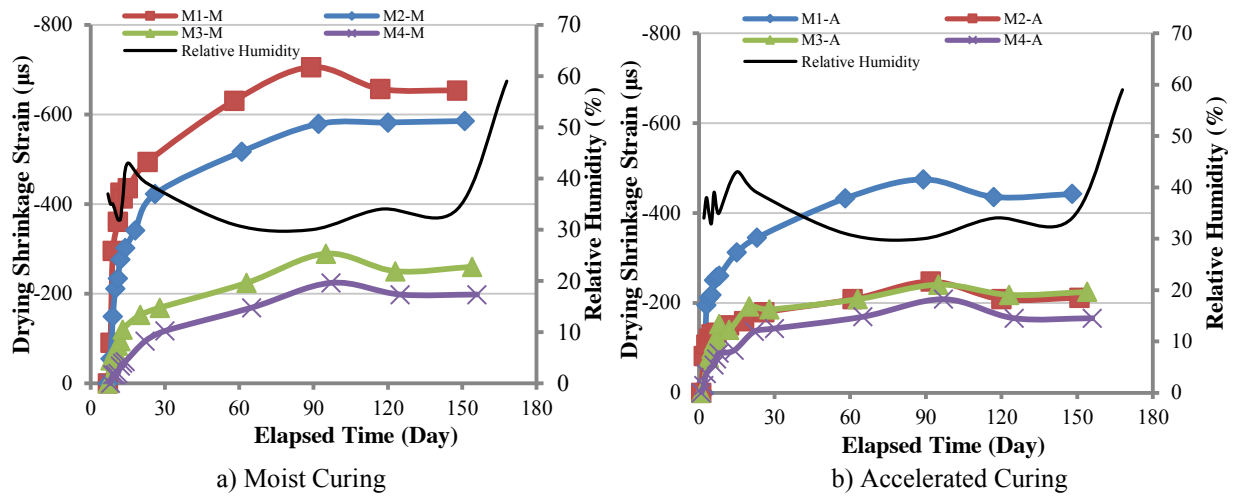 M1-M
M2-M
M3-M
M4-M
Relative Humidity
-800
-600
-400
-200
0
Drying Shrinkage Strain (μs)
70
60
50
40
30
20
10
0
Relative Humidity (%)
0
30
60
90
120
150
180
Elapsed Time (Day)
a) Moist Curing
M1-A
M2-A
M3-A
M4-A
Relative Humidity
-800
-600
-400
-200
0
Drying Shrinkage Strain (μs)
70
60
50
40
30
20
10
0
Relative Humidity (%)
0
30
60
90
120
150
180
Elapsed Time (Day)
b) Accelerated Curing